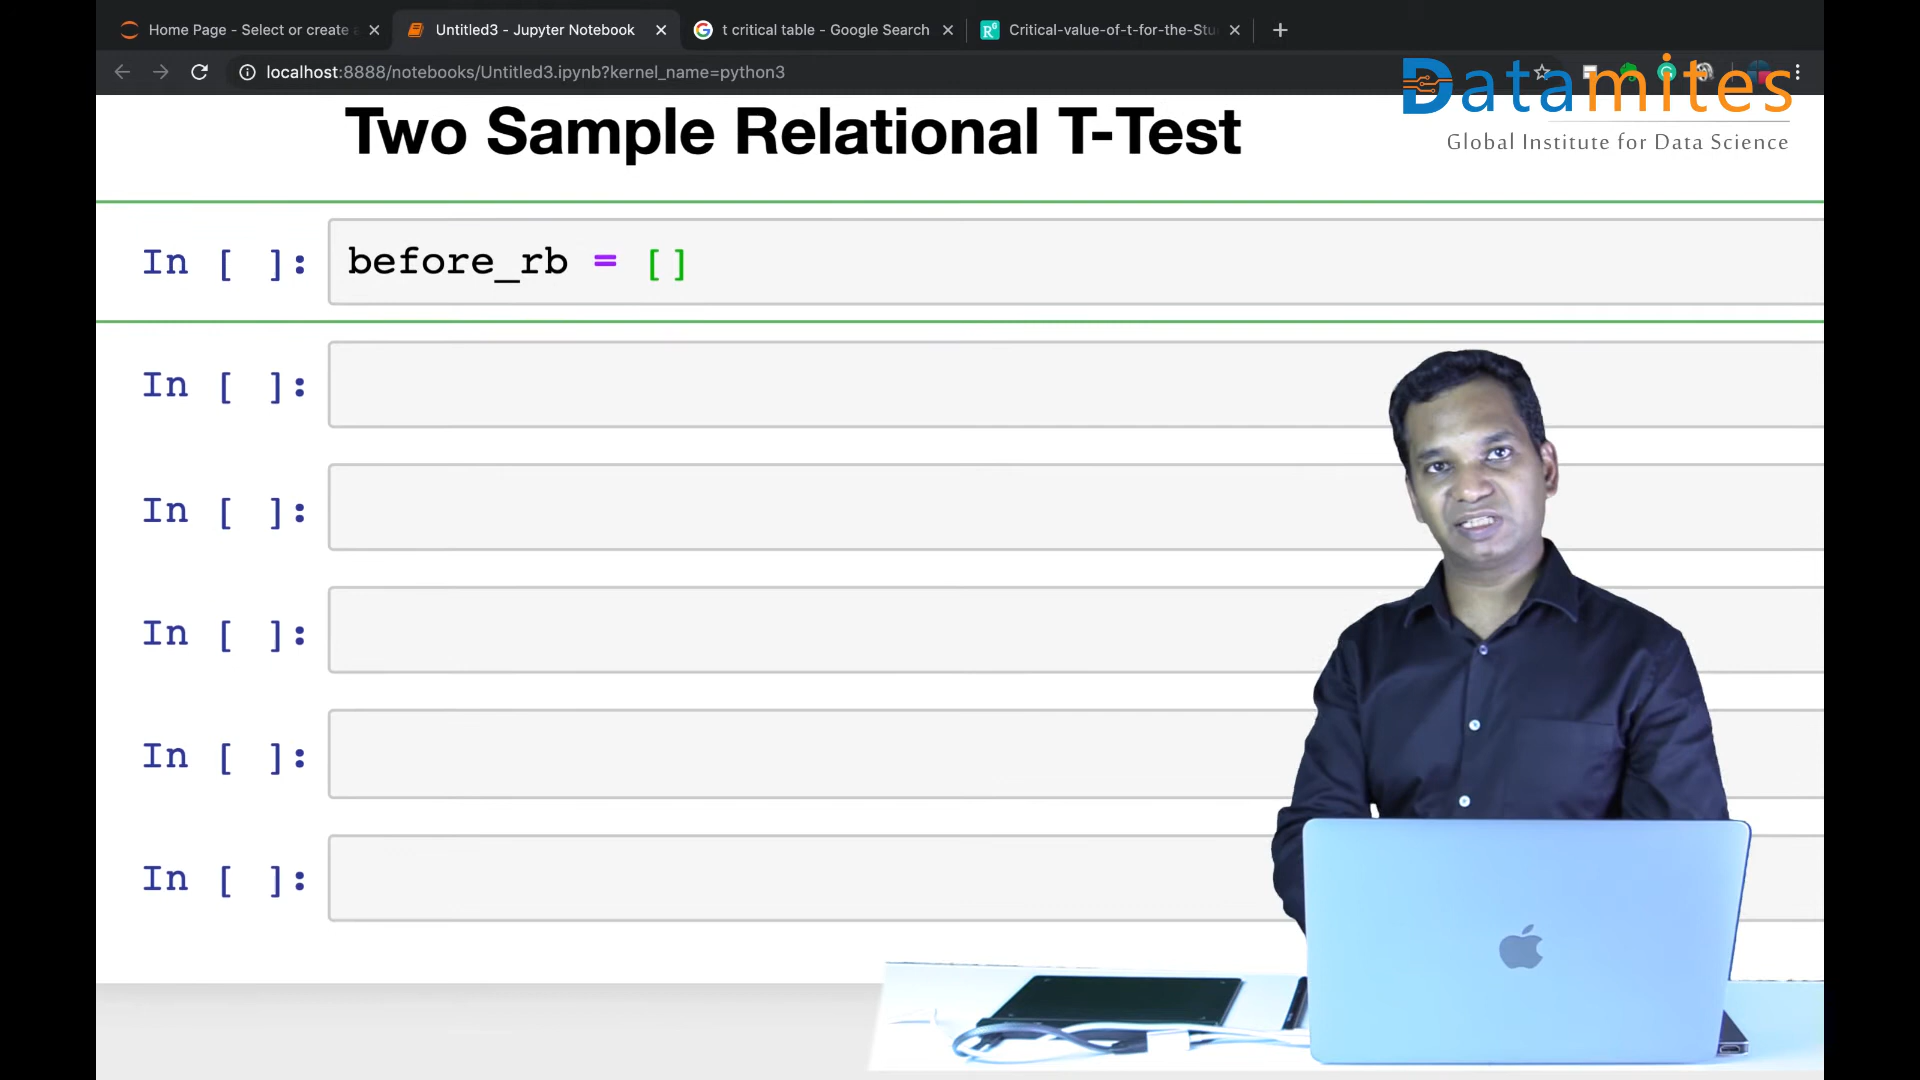 Home Page - Select or create a
Untitled3 - Jupyter Notebook
t critical table - Google Search
Critical-value-of-t-for-the-Stu
localhost:8888/notebooks/Untitled3.ipynb?kernel_name=python3
Datamites
Global Institute for Data Science
Two Sample Relational T-Test
In [ ]: before_rb = []
In [ ]:
In [ ]:
In [ ]:
In [ ]:
In [ ]: